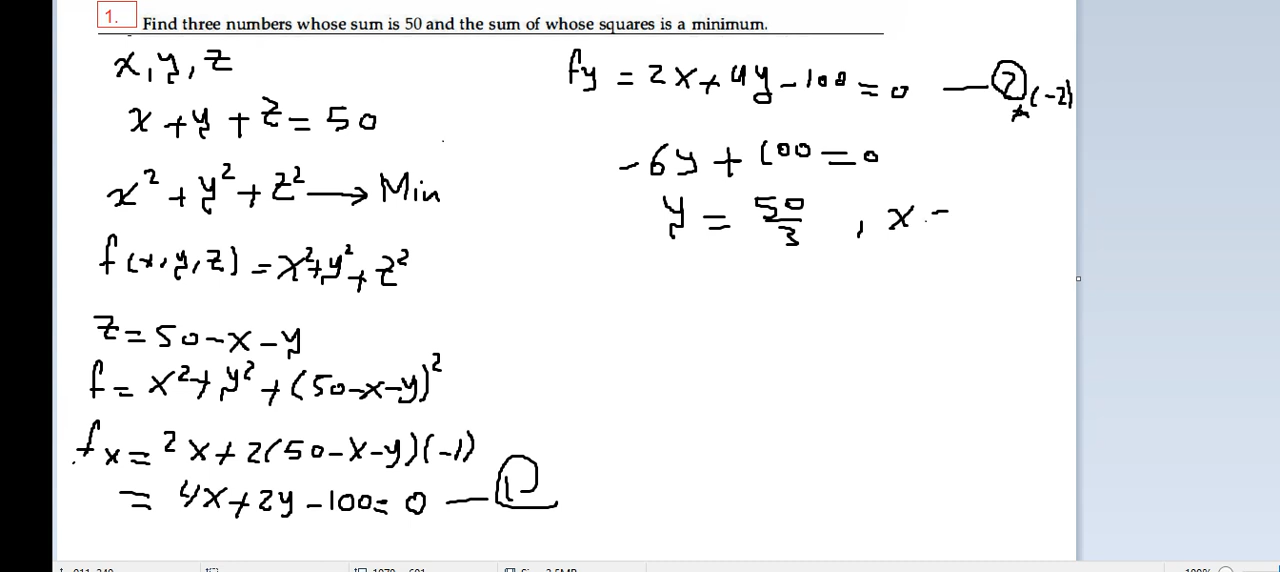 1. Find three numbers whose sum is 50 and the sum of whose squares is a minimum.
x, y, z
x + y + z = 50
x² + y² + z² → Min
f(x, y, z) = x² + y² + z²
z = 50 - x - y
f = x² + y² + (50 - x - y)²
fx = 2x + 2(50 - x - y)(-1)
= 4x + 2y - 100 = 0 — ①
fy = 2x + 4y - 100 = 0 — ② * (-2)
-6y + 100 = 0
y = 50/3 , x =